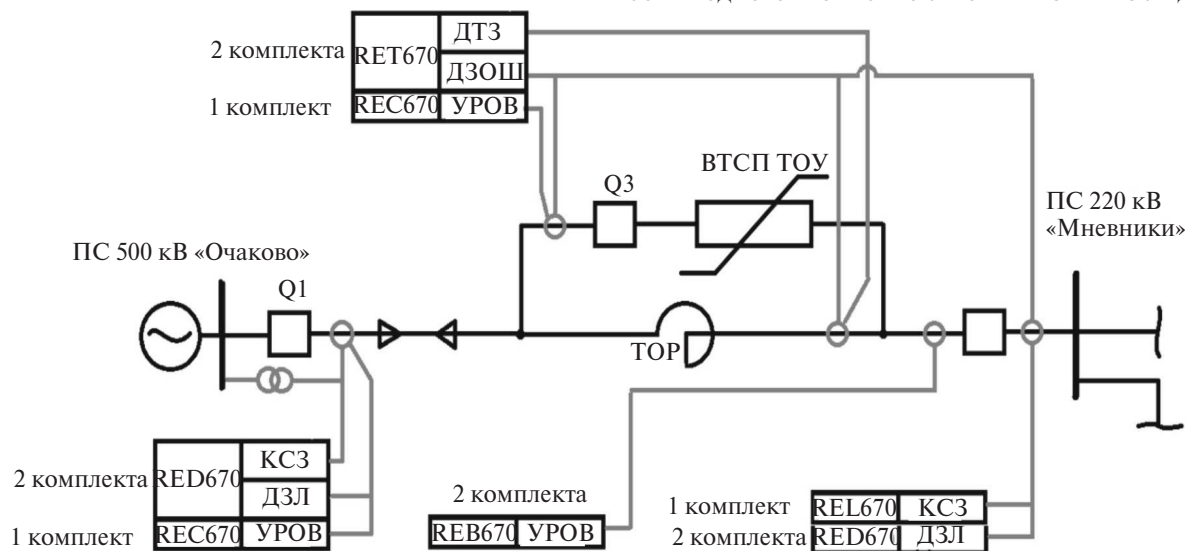 2 комплекта
RET670
ДТЗ
ДЗОШ
1 комплект
REC670
УРОВ
Q3
ВТСП ТОУ
ПС 500 кВ «Очаково»
Q1
ТОР
ПС 220 кВ
«Мневники»
2 комплекта
RED670
КСЗ
ДЗЛ
1 комплект
REC670
УРОВ
2 комплекта
REB670
УРОВ
1 комплект
REL670
КСЗ
2 комплекта
RED670
ДЗЛ